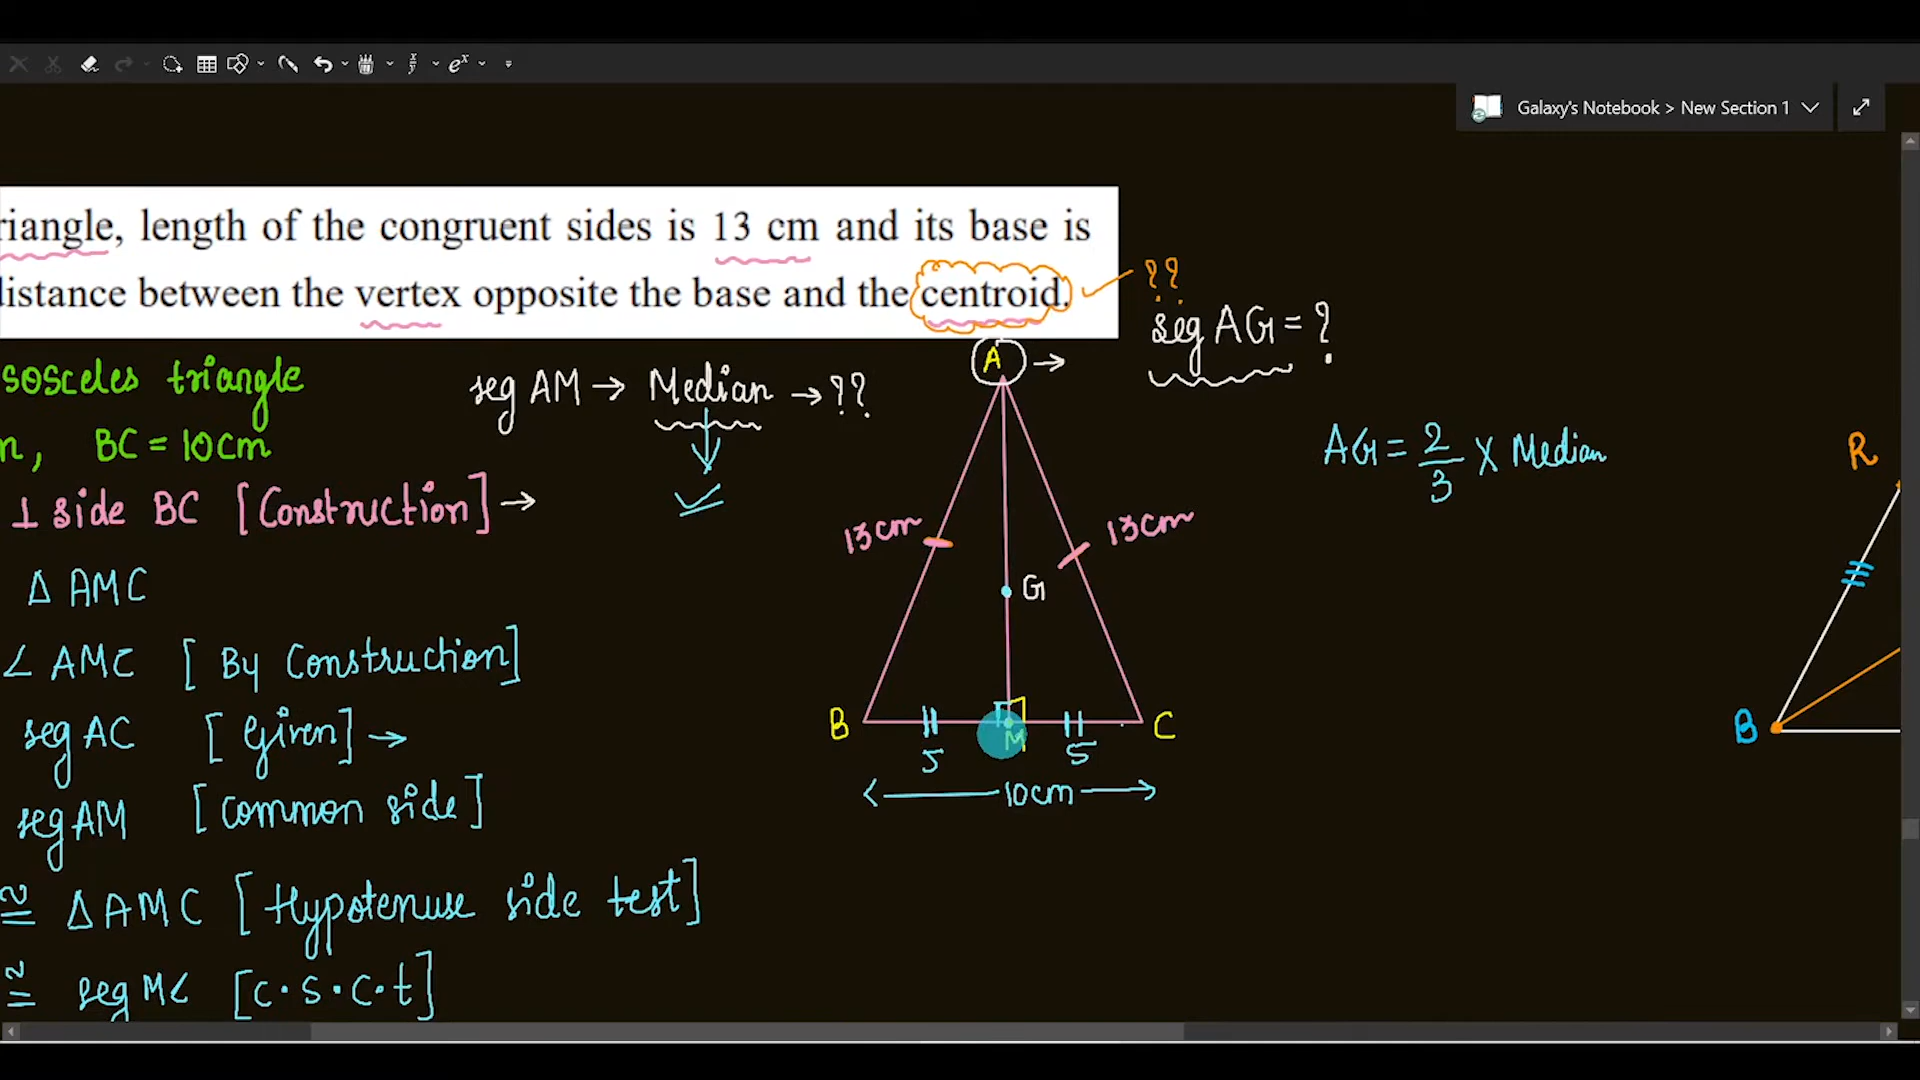 Galaxy's Notebook > New Section 1
riangle, length of the congruent sides is 13 cm and its base is
distance between the vertex opposite the base and the centroid.
??
seg AG = ?
sosceles triangle
seg AM → Median → ??
A →
n, BC = 10cm
AG = 2/3 × Median
R
⊥ side BC [Construction] →
13cm
13cm
Δ AMC
G
∠ AMC [By Construction]
seg AC [Given] →
B
M
C
5
5
B
10cm
seg AM [Common side]
≅ Δ AMC [Hypotenuse side test]
≅ seg MC [c.s.c.t]